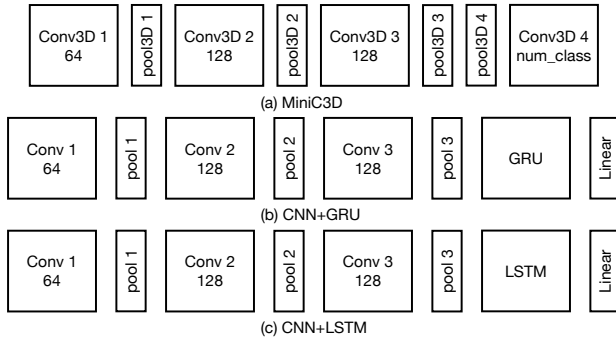 Conv3D 1
64
pool3D 1
Conv3D 2
128
pool3D 2
Conv3D 3
128
pool3D 3
pool3D 4
Conv3D 4
num_class
(a) MiniC3D
Conv 1
64
pool 1
Conv 2
128
pool 2
Conv 3
128
pool 3
GRU
Linear
(b) CNN+GRU
Conv 1
64
pool 1
Conv 2
128
pool 2
Conv 3
128
pool 3
LSTM
Linear
(c) CNN+LSTM